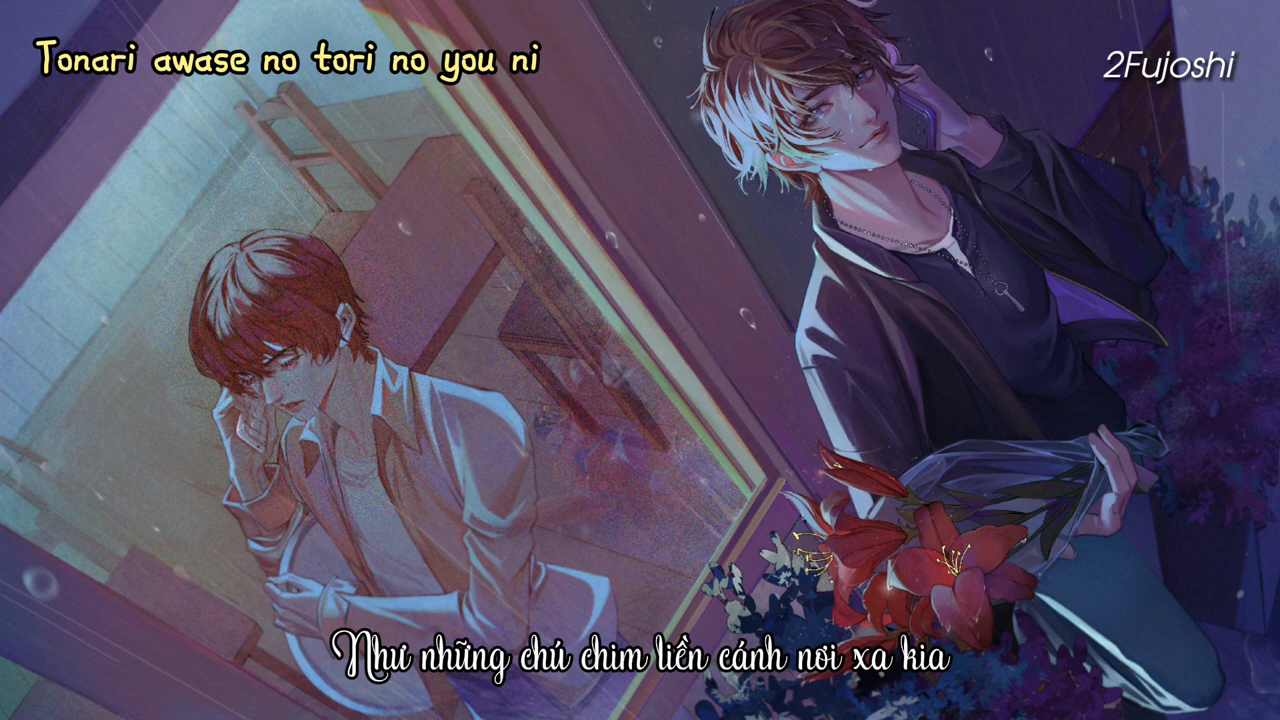 Tonari awase no tori no you ni
2Fujoshi
Như những chú chim liền cánh nơi xa kia